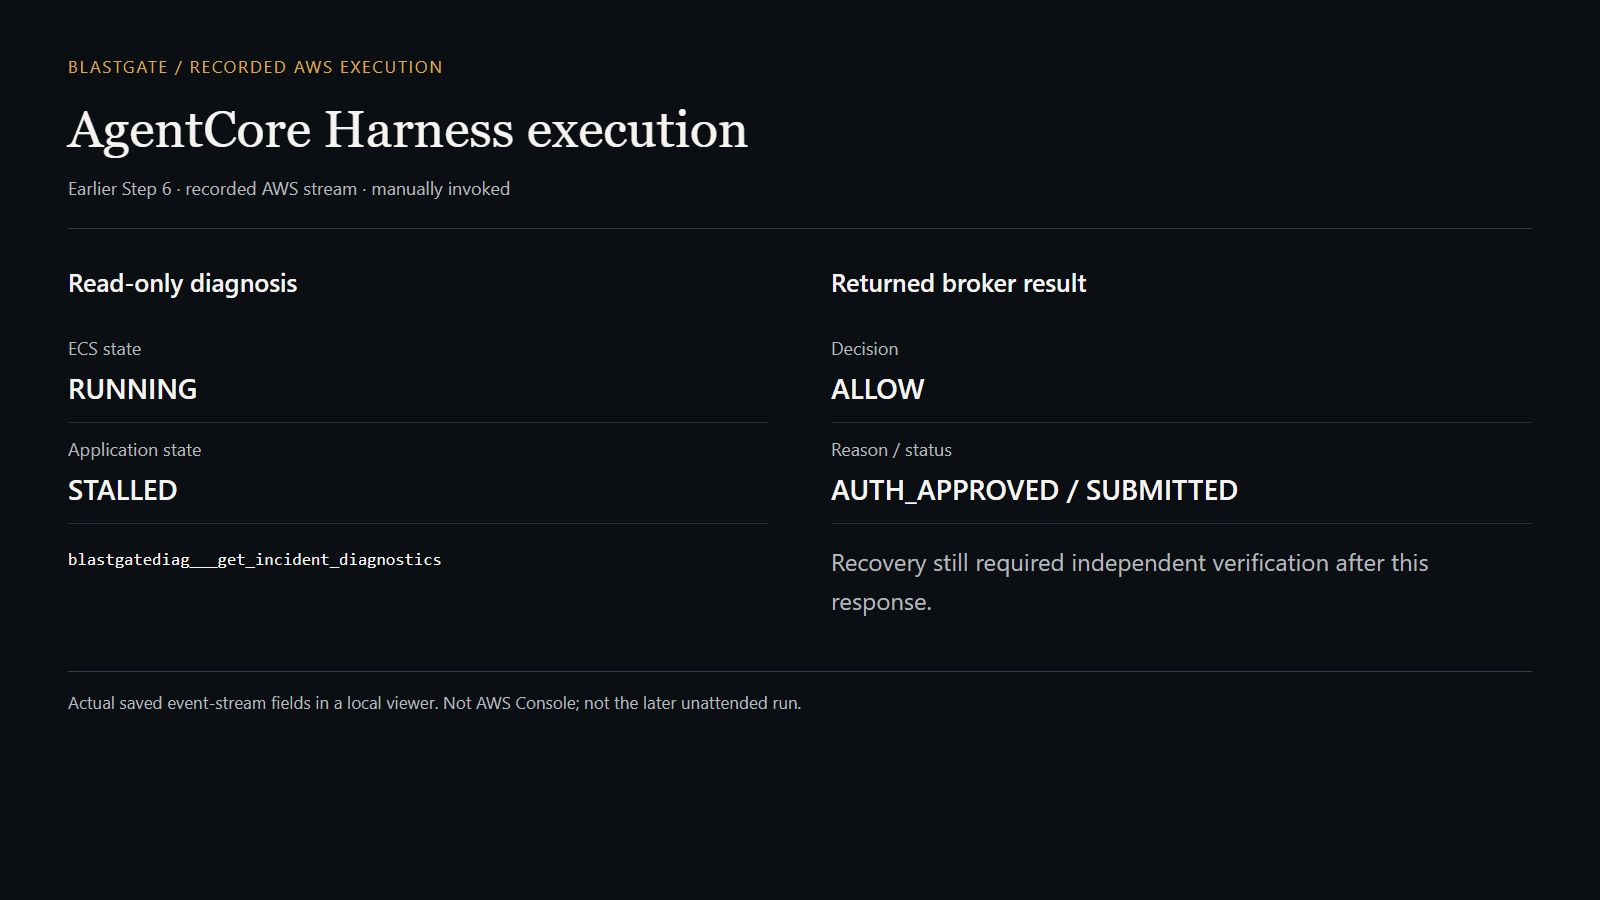 BLASTGATE / RECORDED AWS EXECUTION
AgentCore Harness execution
Earlier Step 6 · recorded AWS stream · manually invoked
Read-only diagnosis
ECS state
RUNNING
Application state
STALLED
blastgatediag___get_incident_diagnostics
Returned broker result
Decision
ALLOW
Reason / status
AUTH_APPROVED / SUBMITTED
Recovery still required independent verification after this
response.
Actual saved event-stream fields in a local viewer. Not AWS Console; not the later unattended run.